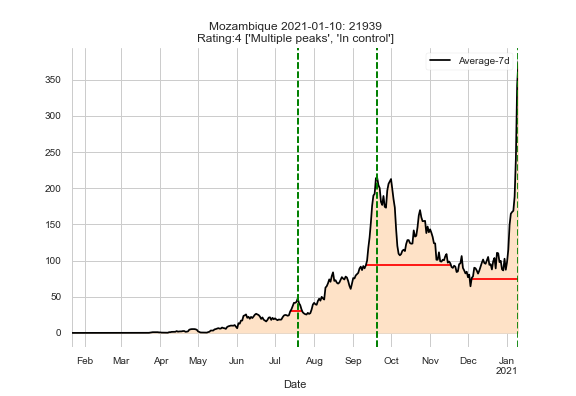 Mozambique 2021-01-10: 21939
Rating:4 ['Multiple peaks', 'In control']
Average-7d
350
300
250
200
150
100
50
0
Feb Mar Apr May Jun Jul Aug Sep Oct Nov Dec Jan
2021
Date